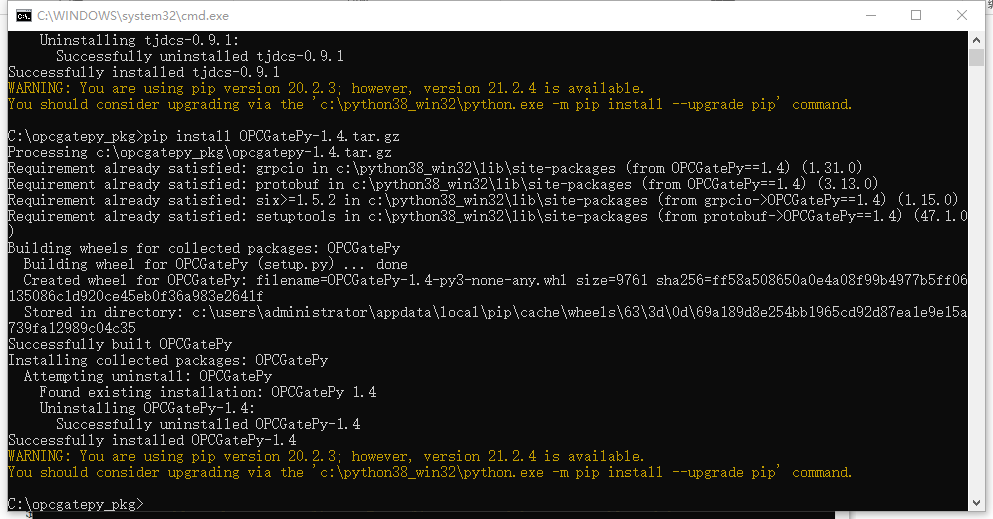 C:\WINDOWS\system32\cmd.exe
Uninstalling tjdcs-0.9.1:
Successfully uninstalled tjdcs-0.9.1
Successfully installed tjdcs-0.9.1
WARNING: You are using pip version 20.2.3; however, version 21.2.4 is available.
You should consider upgrading via the 'c:\python38_win32\python.exe -m pip install --upgrade pip' command.
C:\opcgatepy_pkg>pip install OPCGatePy-1.4.tar.gz
Processing c:\opcgatepy_pkg\opcgatepy-1.4.tar.gz
Requirement already satisfied: grpcio in c:\python38_win32\lib\site-packages (from OPCGatePy==1.4) (1.31.0)
Requirement already satisfied: protobuf in c:\python38_win32\lib\site-packages (from OPCGatePy==1.4) (3.13.0)
Requirement already satisfied: six>=1.5.2 in c:\python38_win32\lib\site-packages (from grpcio->OPCGatePy==1.4) (1.15.0)
Requirement already satisfied: setuptools in c:\python38_win32\lib\site-packages (from protobuf->OPCGatePy==1.4) (47.1.0
)
Building wheels for collected packages: OPCGatePy
Building wheel for OPCGatePy (setup.py) ... done
Created wheel for OPCGatePy: filename=OPCGatePy-1.4-py3-none-any.whl size=9761 sha256=ff58a508650a0e4a08f99b4977b5ff06
135086c1d920ce45eb0f36a983e2641f
Stored in directory: c:\users\administrator\appdata\local\pip\cache\wheels\63\3d\0d\69a189d8e254bb1965cd92d87ea1e9e15a
739fa12989c04c35
Successfully built OPCGatePy
Installing collected packages: OPCGatePy
Attempting uninstall: OPCGatePy
Found existing installation: OPCGatePy 1.4
Uninstalling OPCGatePy-1.4:
Successfully uninstalled OPCGatePy-1.4
Successfully installed OPCGatePy-1.4
WARNING: You are using pip version 20.2.3; however, version 21.2.4 is available.
You should consider upgrading via the 'c:\python38_win32\python.exe -m pip install --upgrade pip' command.
C:\opcgatepy_pkg>